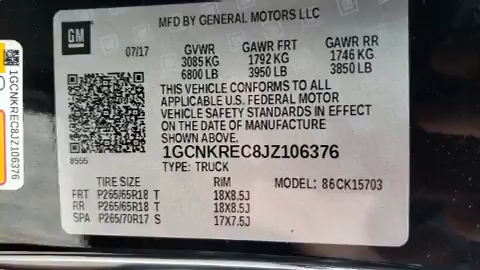 MFD BY GENERAL MOTORS LLC
GM
07/17 GVWR GAWR FRT GAWR RR
3085 KG 1792 KG 1746 KG
6800 LB 3950 LB 3850 LB
THIS VEHICLE CONFORMS TO ALL
APPLICABLE U.S. FEDERAL MOTOR
VEHICLE SAFETY STANDARDS IN EFFECT
ON THE DATE OF MANUFACTURE
SHOWN ABOVE.
8555
1GCNKREC8JZ106376
TYPE: TRUCK
TIRE SIZE RIM MODEL: 86CK15703
FRT P265/65R18 T 18X8.5J
RR P265/65R18 T 18X8.5J
SPA P265/70R17 S 17X7.5J
1GCNKREC8JZ106376